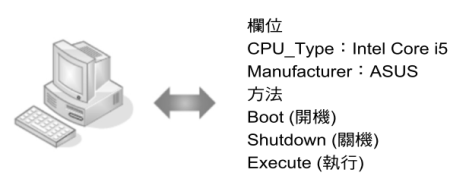 欄位
CPU_Type：Intel Core i5
Manufacturer：ASUS
方法
Boot (開機)
Shutdown (關機)
Execute (執行)